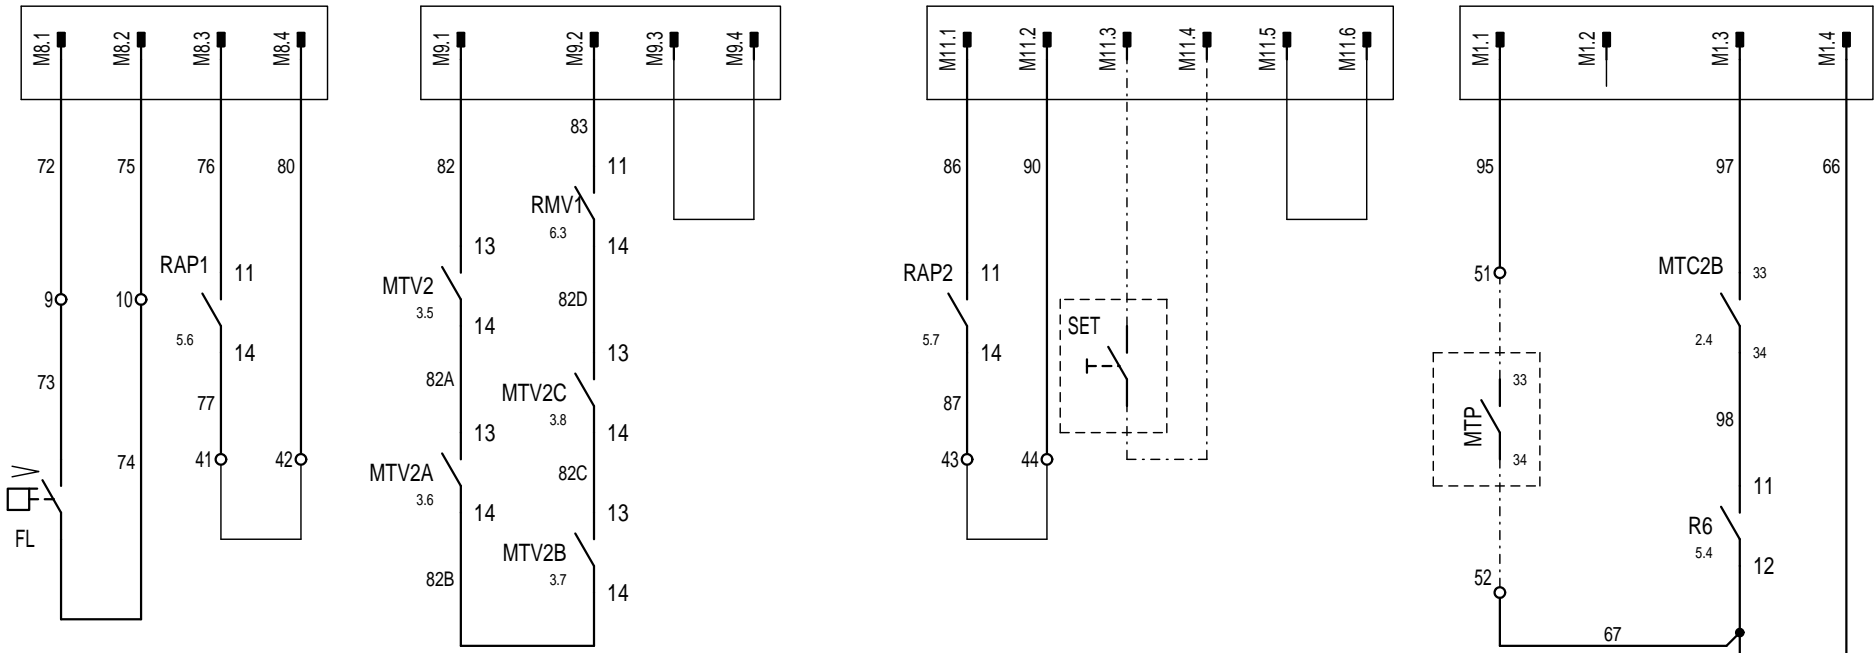 M8.1
M8.2
M8.3
M8.4
M9.1
M9.2
M9.3
M9.4
M11.1
M11.2
M11.3
M11.4
M11.5
M11.6
M1.1
M1.2
M1.3
M1.4
72
75
76
80
82
83
11
RMV1
6.3
14
86
90
95
97
66
9
10
RAP1
11
5.6
14
13
MTV2
3.5
14
82D
RAP2
11
5.7
14
SET
51
MTC2B
33
2.4
34
73
74
77
41
42
82A
13
MTV2C
3.8
14
87
43
44
33
MTP
34
98
FL
13
MTV2A
3.6
14
82C
13
MTV2B
3.7
14
82B
11
R6
5.4
12
52
67